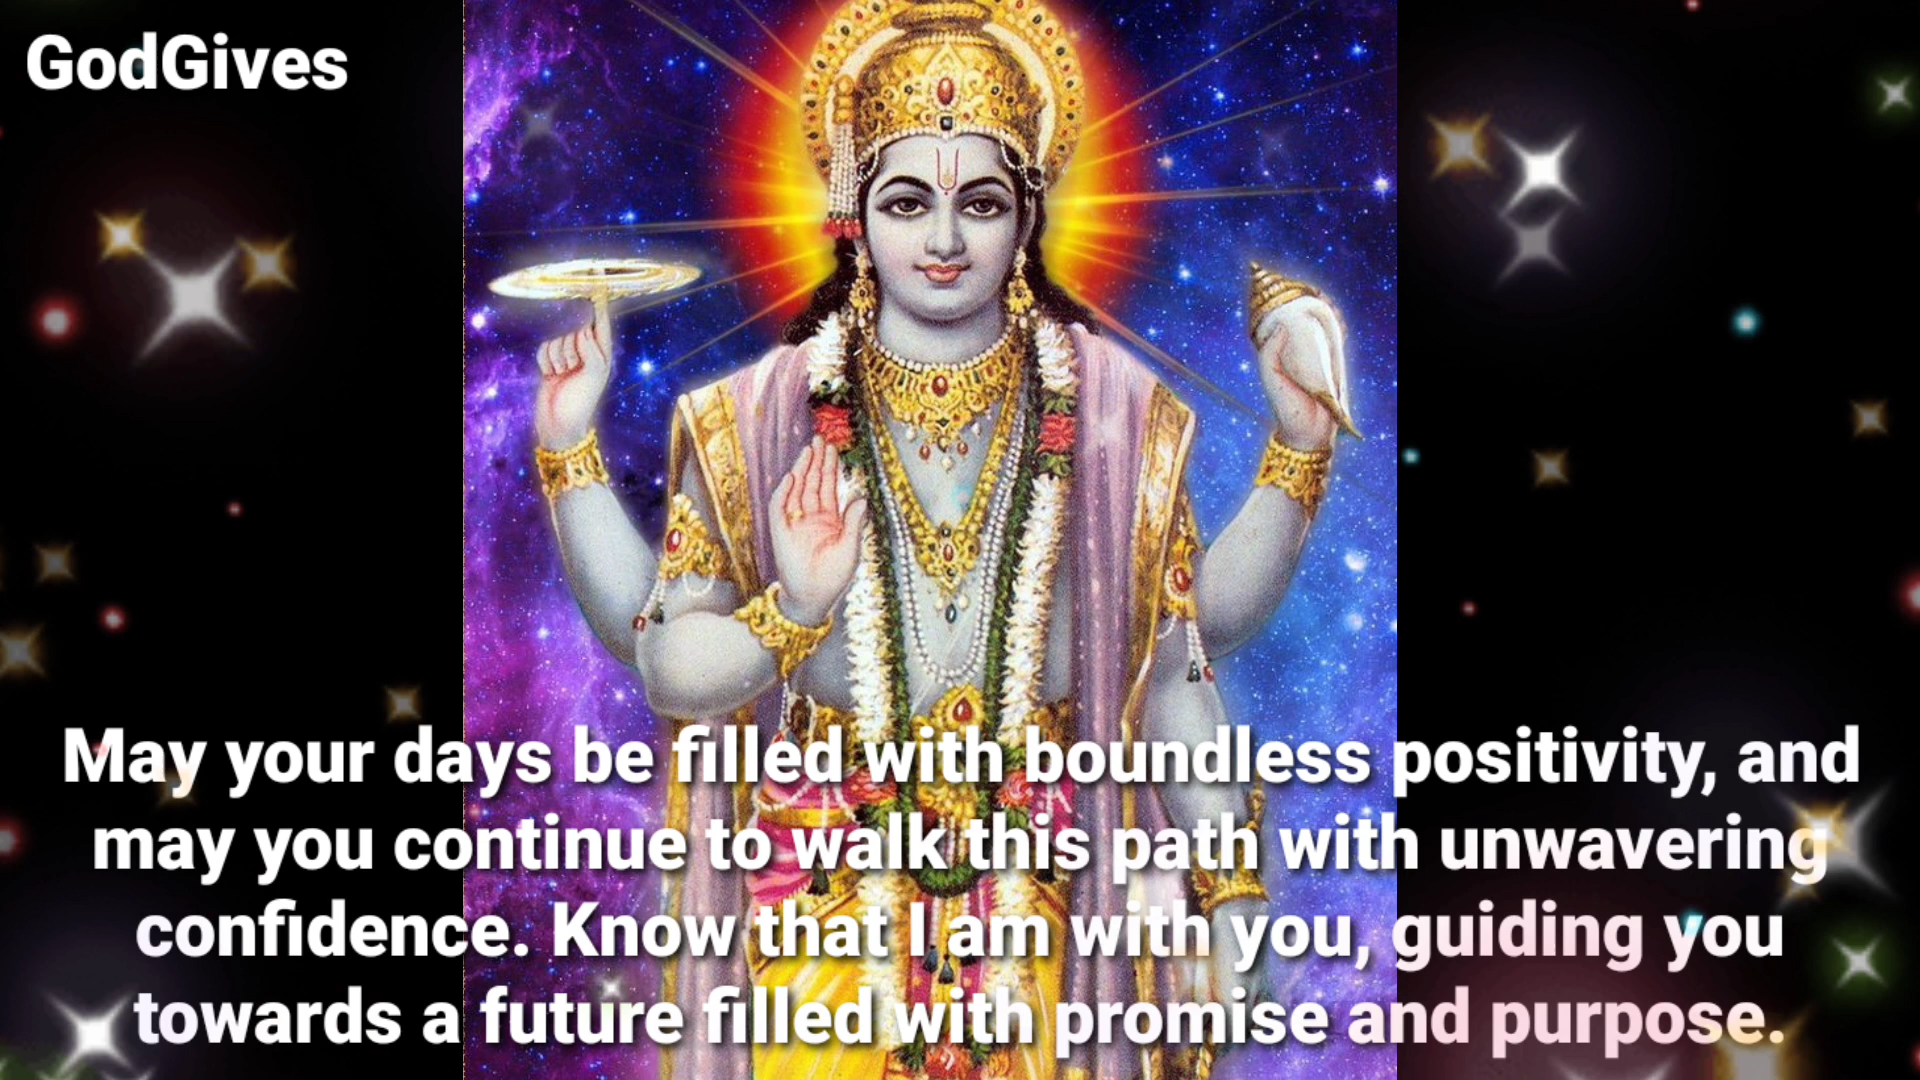 GodGives
May your days be filled with boundless positivity, and
may you continue to walk this path with unwavering
confidence. Know that I am with you, guiding you
towards a future filled with promise and purpose.